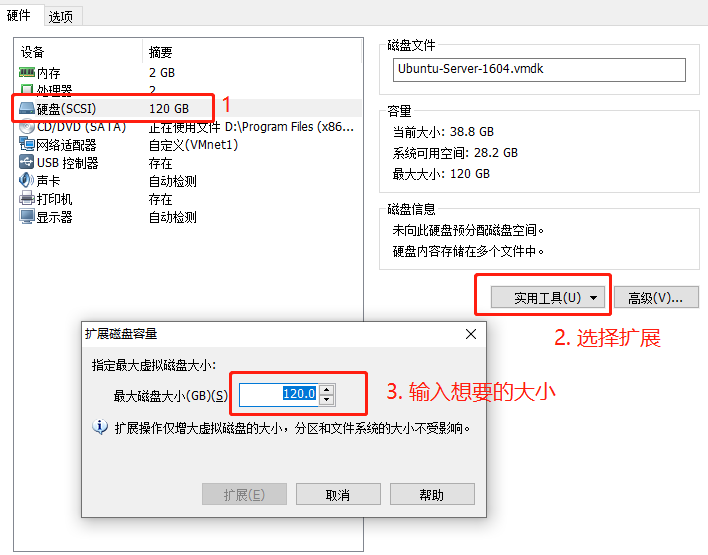 硬件 选项
设备 摘要
内存 2 GB
处理器 2
硬盘(SCSI) 120 GB
1
CD/DVD (SATA) 正在使用文件 D:\Program Files (x86...
网络适配器 自定义(VMnet1)
USB 控制器 存在
声卡 自动检测
打印机 存在
显示器 自动检测
磁盘文件
Ubuntu-Server-1604.vmdk
容量
当前大小: 38.8 GB
系统可用空间: 28.2 GB
最大大小: 120 GB
磁盘信息
未向此硬盘预分配磁盘空间。
硬盘内容存储在多个文件中。
实用工具(U) 高级(V)...
2. 选择扩展
扩展磁盘容量
指定最大虚拟磁盘大小:
最大磁盘大小(GB)(S) 120.0
3. 输入想要的大小
扩展操作仅增大虚拟磁盘的大小，分区和文件系统的大小不受影响。
扩展(E) 取消 帮助